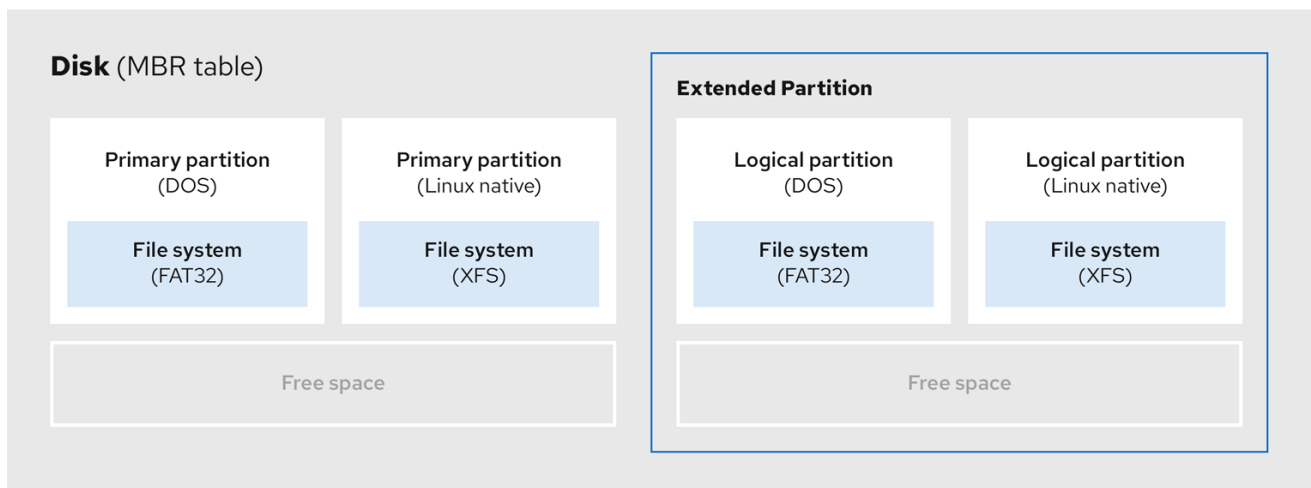 Disk (MBR table)
Primary partition
(DOS)
File system
(FAT32)
Primary partition
(Linux native)
File system
(XFS)
Free space
Extended Partition
Logical partition
(DOS)
File system
(FAT32)
Logical partition
(Linux native)
File system
(XFS)
Free space